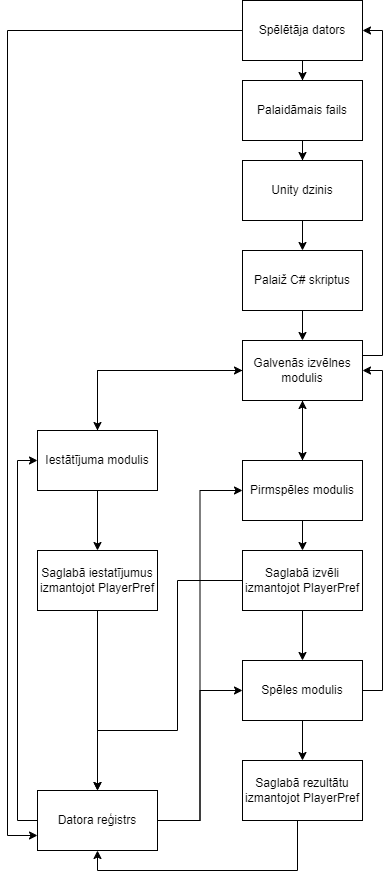 Spēlētāja dators
Palaidāmais fails
Unity dzinis
Palaiž C# skriptus
Galvenās izvēlnes
modulis
Iestātījuma modulis
Pirmspēles modulis
Saglabā iestatījumus
izmantojot PlayerPref
Saglabā izvēli
izmantojot PlayerPref
Spēles modulis
Saglabā rezultātu
izmantojot PlayerPref
Datora reģistrs